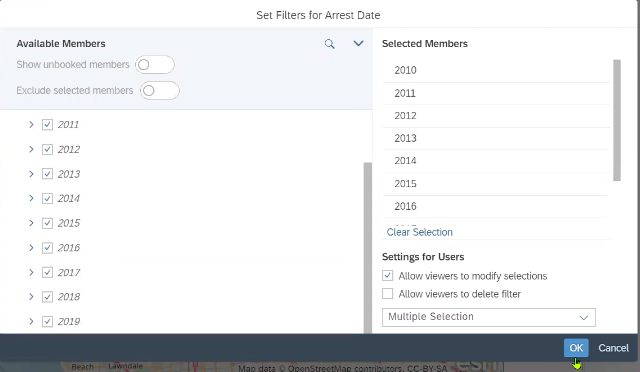 Set Filters for Arrest Date
Available Members
Show unbooked members
Exclude selected members
2011
2012
2013
2014
2015
2016
2017
2018
2019
Selected Members
2010
2011
2012
2013
2014
2015
2016
Clear Selection
Settings for Users
Allow viewers to modify selections
Allow viewers to delete filter
Multiple Selection
OK Cancel
Beach Lawndale Map data © OpenStreetMap contributors, CC-BY-SA esri